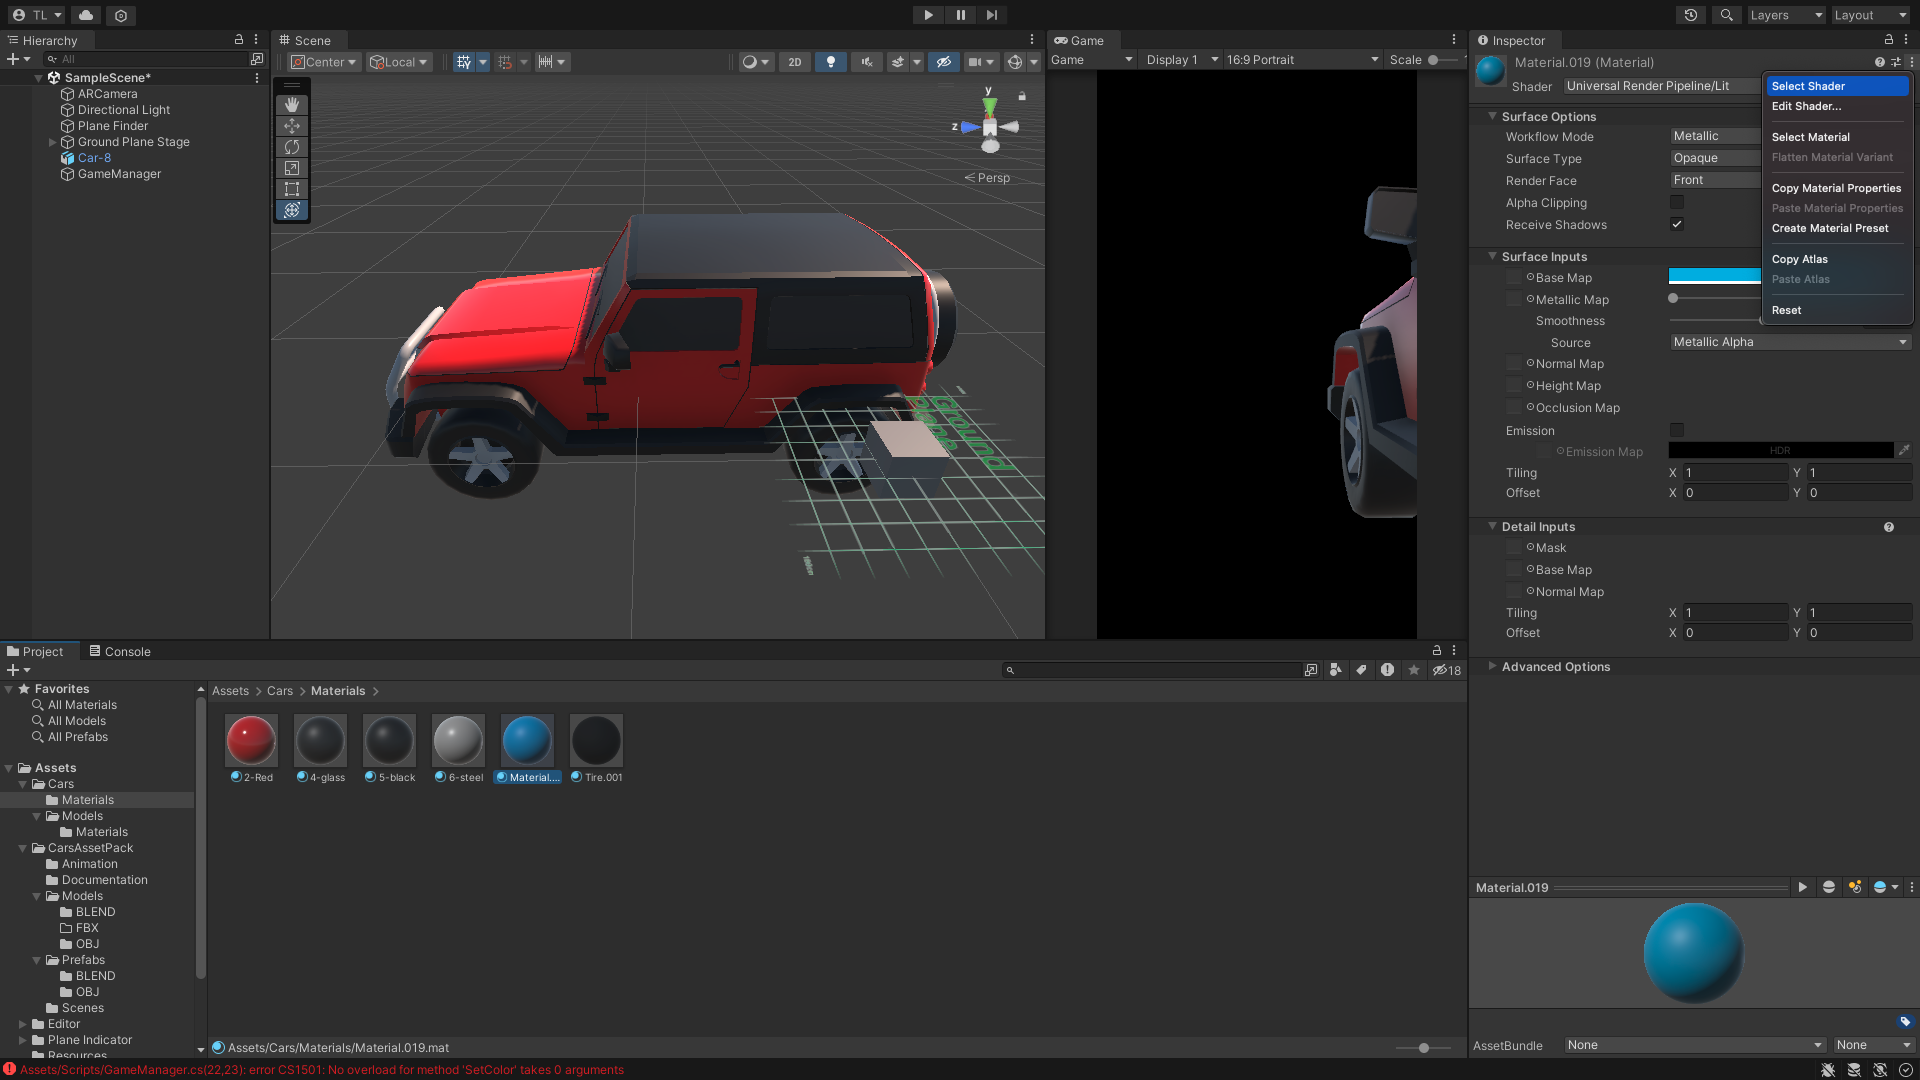 TL
Layers
Layout
Hierarchy
All
SampleScene*
ARCamera
Directional Light
Plane Finder
Ground Plane Stage
Car-8
GameManager
Scene
Center
Local
2D
y
z
Persp
Ground
Plane
Game
Game
Display 1
16:9 Portrait
Scale
1
Inspector
Material.019 (Material)
Shader
Universal Render Pipeline/Lit
Select Shader
Edit Shader...
Select Material
Flatten Material Variant
Copy Material Properties
Paste Material Properties
Create Material Preset
Copy Atlas
Paste Atlas
Reset
Surface Options
Workflow Mode
Metallic
Surface Type
Opaque
Render Face
Front
Alpha Clipping
Receive Shadows
Surface Inputs
Base Map
Metallic Map
Smoothness
Source
Metallic Alpha
Normal Map
Height Map
Occlusion Map
Emission
Emission Map
HDR
Tiling
X 1 Y 1
Offset
X 0 Y 0
Detail Inputs
Mask
Base Map
Normal Map
Tiling
X 1 Y 1
Offset
X 0 Y 0
Advanced Options
Material.019
AssetBundle
None
None
Project
Console
18
Favorites
All Materials
All Models
All Prefabs
Assets
Cars
Materials
Models
Materials
CarsAssetPack
Animation
Documentation
Models
BLEND
FBX
OBJ
Prefabs
BLEND
OBJ
Scenes
Editor
Plane Indicator
Resources
Assets > Cars > Materials >
2-Red
4-glass
5-black
6-steel
Material....
Tire.001
Assets/Cars/Materials/Material.019.mat
Assets/Scripts/GameManager.cs(22,23): error CS1501: No overload for method 'SetColor' takes 0 arguments